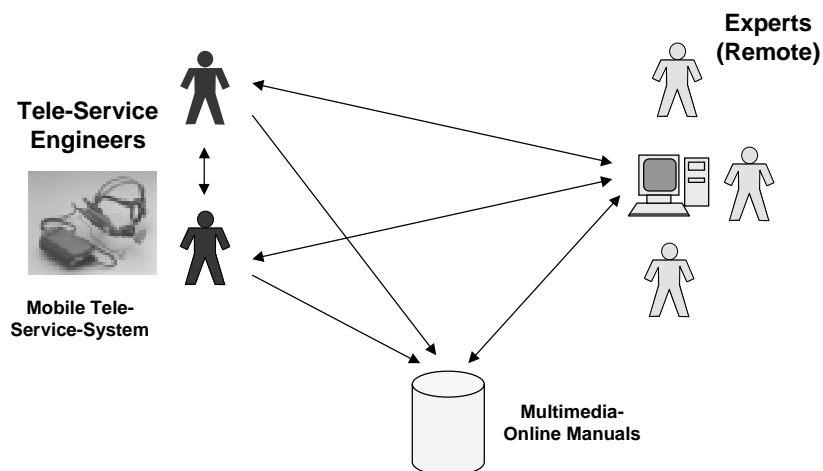 Experts
(Remote)
Tele-Service
Engineers
Mobile Tele-
Service-System
Multimedia-
Online Manuals